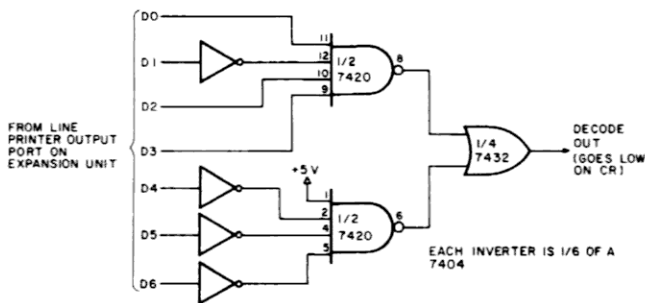 D0
D1
D2
D3
D4
D5
D6
FROM LINE
PRINTER OUTPUT
PORT ON
EXPANSION UNIT
11
12
10
9
1/2
7420
8
+5V
1
2
4
5
1/2
7420
6
1/4
7432
DECODE
OUT
(GOES LOW
ON CR)
EACH INVERTER IS 1/6 OF A
7404